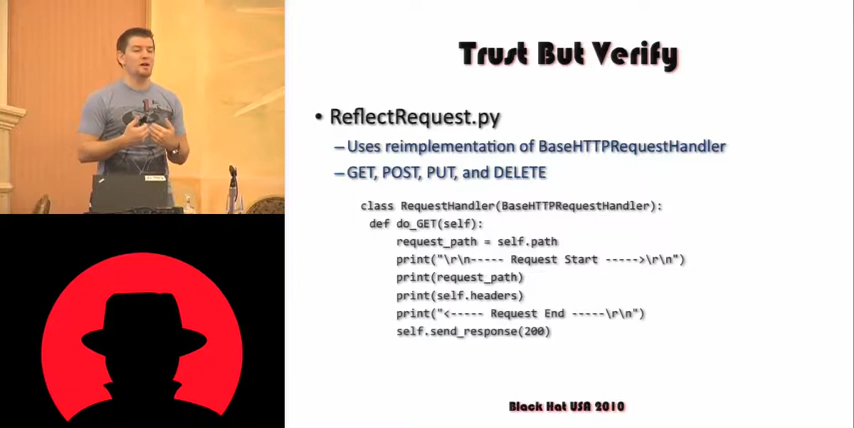 Trust But Verify
• ReflectRequest.py
–Uses reimplementation of BaseHTTPRequestHandler
–GET, POST, PUT, and DELETE
class RequestHandler(BaseHTTPRequestHandler):
def do_GET(self):
request_path = self.path
print("\r\n----- Request Start ----->\r\n")
print(request_path)
print(self.headers)
print("<----- Request End -----\r\n")
self.send_response(200)
Black Hat USA 2010